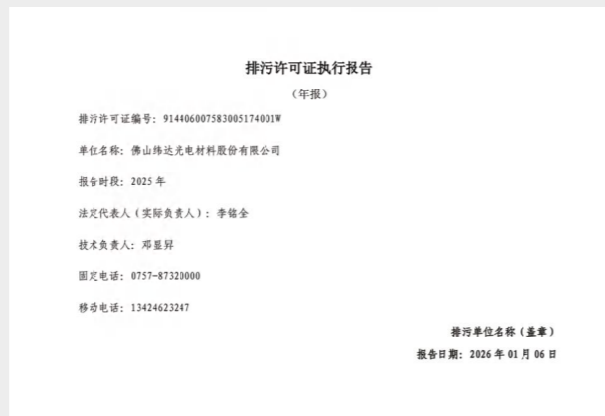 排污许可证执行报告
（年报）
排污许可证编号：914406007583005174001W
单位名称：佛山纬达光电材料股份有限公司
报告时段：2025 年
法定代表人（实际负责人）：李铭全
技术负责人：邓显昇
固定电话：0757-87320000
移动电话：13424623247
排污单位名称（盖章）
报告日期：2026 年 01 月 06 日